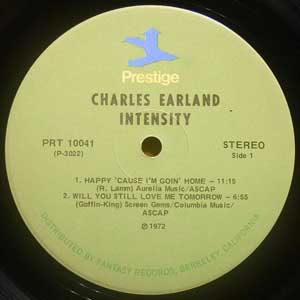 Prestige
CHARLES EARLAND
INTENSITY
PRT 10041
(P-3022)
STEREO
Side 1
1. HAPPY 'CAUSE I'M GOIN' HOME – 11:15
(R. Lamm) Aurelia Music/ASCAP
2. WILL YOU STILL LOVE ME TOMORROW – 6:55
(Goffin-King) Screen Gems/Columbia Music/
ASCAP
℗ 1972
DISTRIBUTED BY FANTASY RECORDS, BERKELEY, CALIFORNIA